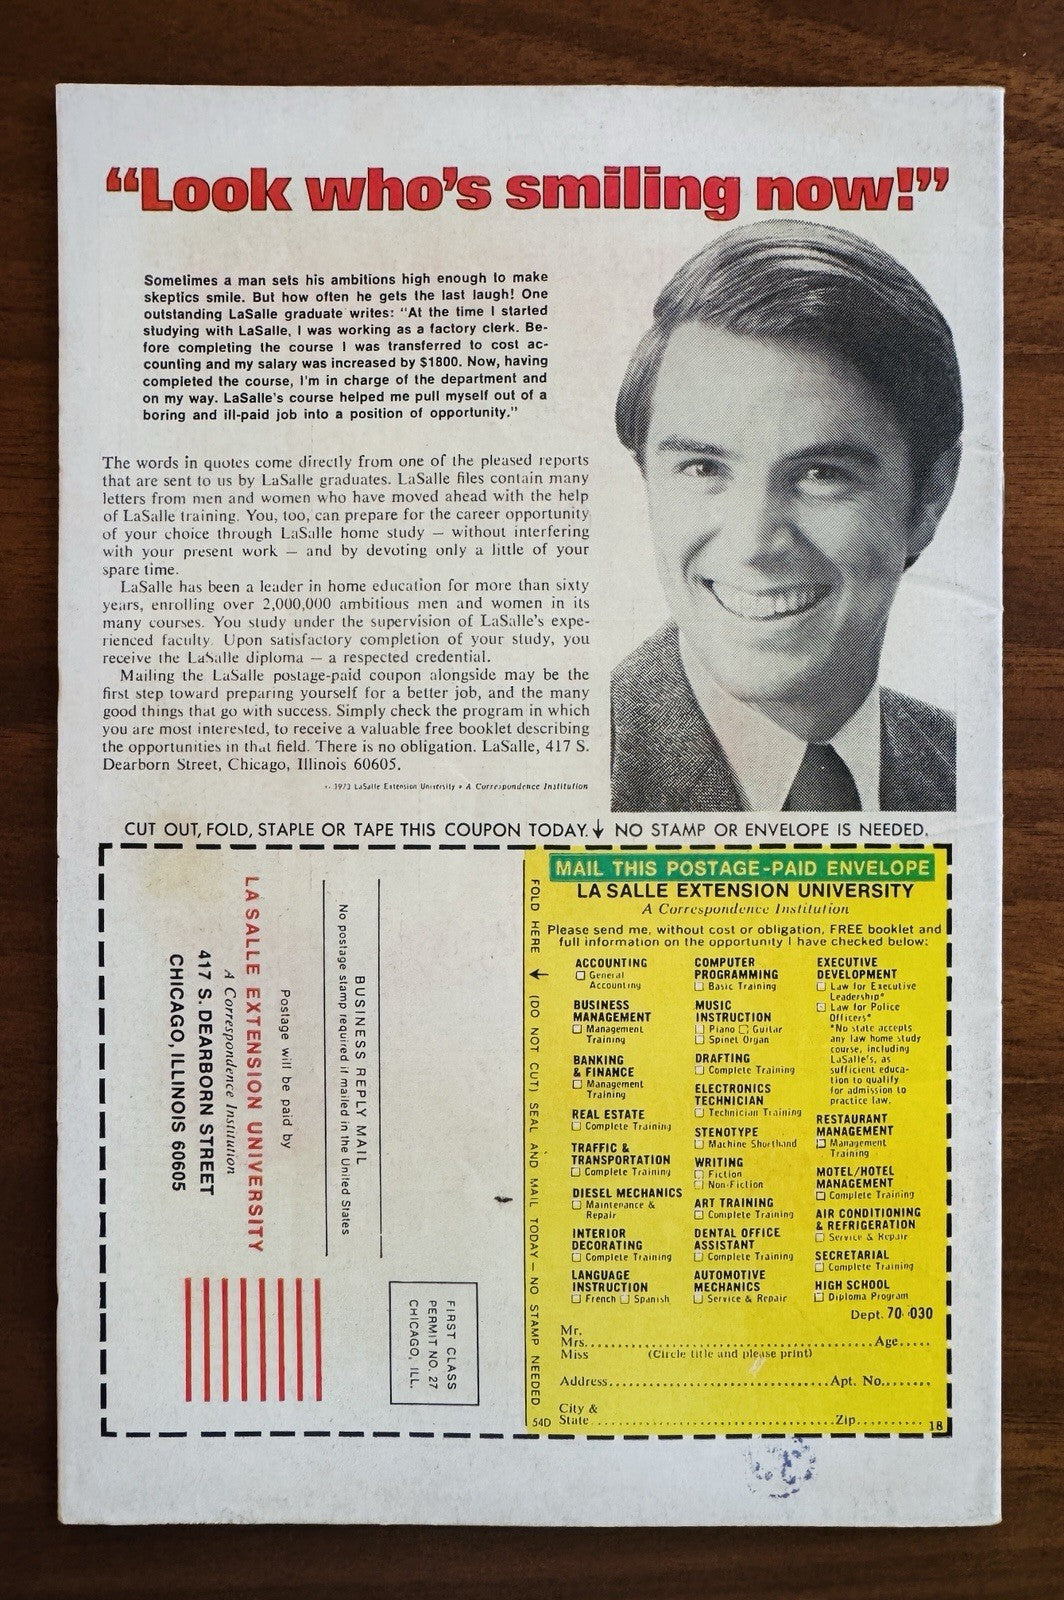 “Look who’s smiling now!”
Sometimes a man sets his ambitions high enough to make
skeptics smile. But how often he gets the last laugh! One
outstanding LaSalle graduate writes: “At the time I started
studying with LaSalle, I was working as a factory clerk. Be-
fore completing the course I was transferred to cost ac-
counting and my salary was increased by $1800. Now, having
completed the course, I'm in charge of the department and
on my way. LaSalle's course helped me pull myself out of a
boring and ill-paid job into a position of opportunity.”
The words in quotes come directly from one of the pleased reports
that are sent to us by LaSalle graduates. LaSalle files contain many
letters from men and women who have moved ahead with the help
of LaSalle training. You, too, can prepare for the career opportunity
of your choice through LaSalle home study — without interfering
with your present work — and by devoting only a little of your
spare time.
LaSalle has been a leader in home education for more than sixty
years, enrolling over 2,000,000 ambitious men and women in its
many courses. You study under the supervision of LaSalle's expe-
rienced faculty. Upon satisfactory completion of your study, you
receive the LaSalle diploma — a respected credential.
Mailing the LaSalle postage-paid coupon alongside may be the
first step toward preparing yourself for a better job, and the many
good things that go with success. Simply check the program in which
you are most interested, to receive a valuable free booklet describing
the opportunities in that field. There is no obligation. LaSalle, 417 S.
Dearborn Street, Chicago, Illinois 60605.
1973 LaSalle Extension University • A Correspondence Institution
CUT OUT, FOLD, STAPLE OR TAPE THIS COUPON TODAY. ↓ NO STAMP OR ENVELOPE IS NEEDED.
FIRST CLASS
PERMIT NO. 27
CHICAGO, ILL.
BUSINESS REPLY MAIL
No postage stamp required if mailed in the United States
Postage will be paid by
LA SALLE EXTENSION UNIVERSITY
A Correspondence Institution
417 S. DEARBORN STREET
CHICAGO, ILLINOIS 60605
FOLD HERE → (DO NOT CUT) SEAL AND MAIL TODAY — NO STAMP NEEDED
54D
MAIL THIS POSTAGE-PAID ENVELOPE
LA SALLE EXTENSION UNIVERSITY
A Correspondence Institution
Please send me, without cost or obligation, FREE booklet and
full information on the opportunity I have checked below:
ACCOUNTING
☐ General
Accounting
BUSINESS
MANAGEMENT
☐ Management
Training
BANKING
& FINANCE
☐ Management
Training
REAL ESTATE
☐ Complete Training
TRAFFIC &
TRANSPORTATION
☐ Complete Training
DIESEL MECHANICS
☐ Maintenance &
Repair
INTERIOR
DECORATING
☐ Complete Training
LANGUAGE
INSTRUCTION
☐ French ☐ Spanish
COMPUTER
PROGRAMMING
☐ Basic Training
MUSIC
INSTRUCTION
☐ Piano ☐ Guitar
☐ Spinet Organ
DRAFTING
☐ Complete Training
ELECTRONICS
TECHNICIAN
☐ Technician Training
STENOTYPE
☐ Machine Shorthand
WRITING
☐ Fiction
☐ Non-Fiction
ART TRAINING
☐ Complete Training
DENTAL OFFICE
ASSISTANT
☐ Complete Training
AUTOMOTIVE
MECHANICS
☐ Service & Repair
EXECUTIVE
DEVELOPMENT
☐ Law for Executive
Leadership*
☐ Law for Police
Officers*
*No state accepts
any law home study
course, including
LaSalle's, as
sufficient educa-
tion to qualify
for admission to
practice law.
RESTAURANT
MANAGEMENT
☐ Management
Training
MOTEL/HOTEL
MANAGEMENT
☐ Complete Training
AIR CONDITIONING
& REFRIGERATION
☐ Service & Repair
SECRETARIAL
☐ Complete Training
HIGH SCHOOL
☐ Diploma Program
Dept. 70-030
Mr.
Mrs. Age
Miss (Circle title and please print)
Address Apt. No.
City &
State Zip
18